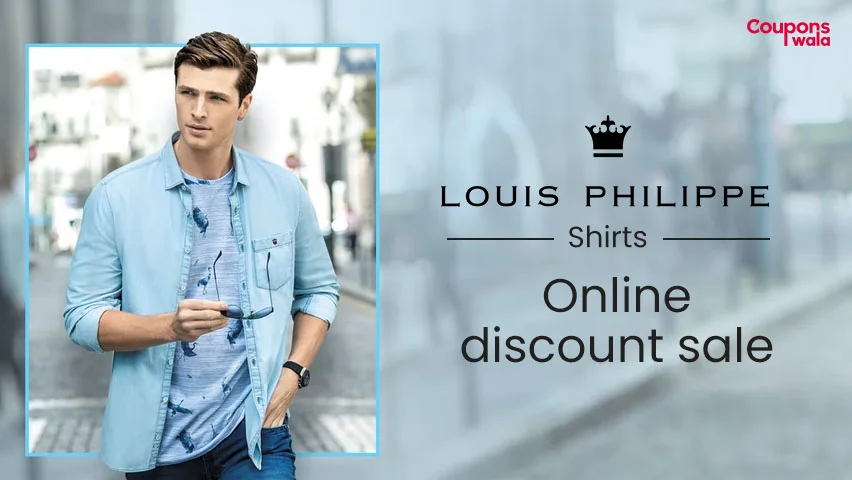 Coupons
wala
LOUIS PHILIPPE
Shirts
Online
discount sale